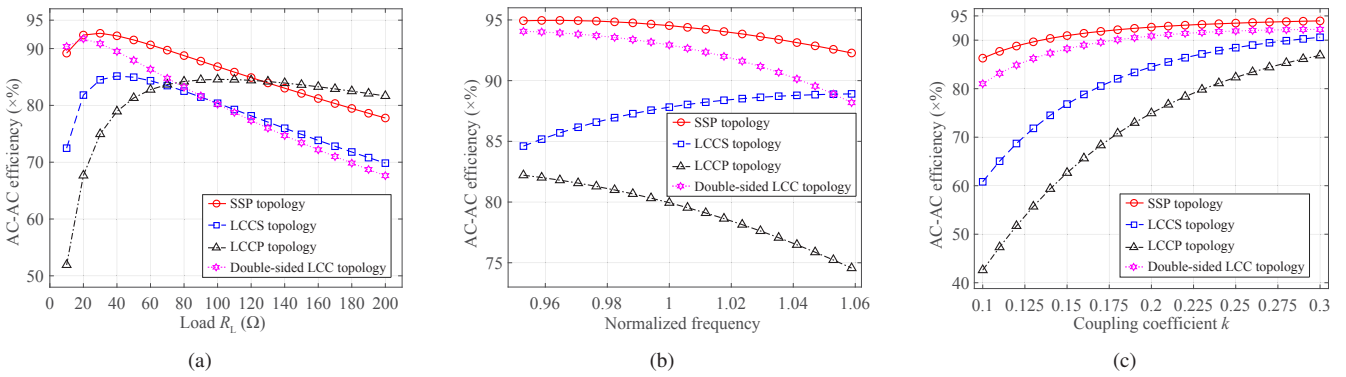 AC-AC efficiency (×%)
95
90
80
70
60
50
0 20 40 60 80 100 120 140 160 180 200
Load R_L (Ω)
SSP topology
LCCS topology
LCCP topology
Double-sided LCC topology
(a)
AC-AC efficiency (×%)
95
90
85
80
75
0.96 0.98 1 1.02 1.04 1.06
Normalized frequency
SSP topology
LCCS topology
LCCP topology
Double-sided LCC topology
(b)
AC-AC efficiency (×%)
95
90
80
70
60
50
40
0.1 0.125 0.15 0.175 0.2 0.225 0.25 0.275 0.3
Coupling coefficient k
SSP topology
LCCS topology
LCCP topology
Double-sided LCC topology
(c)